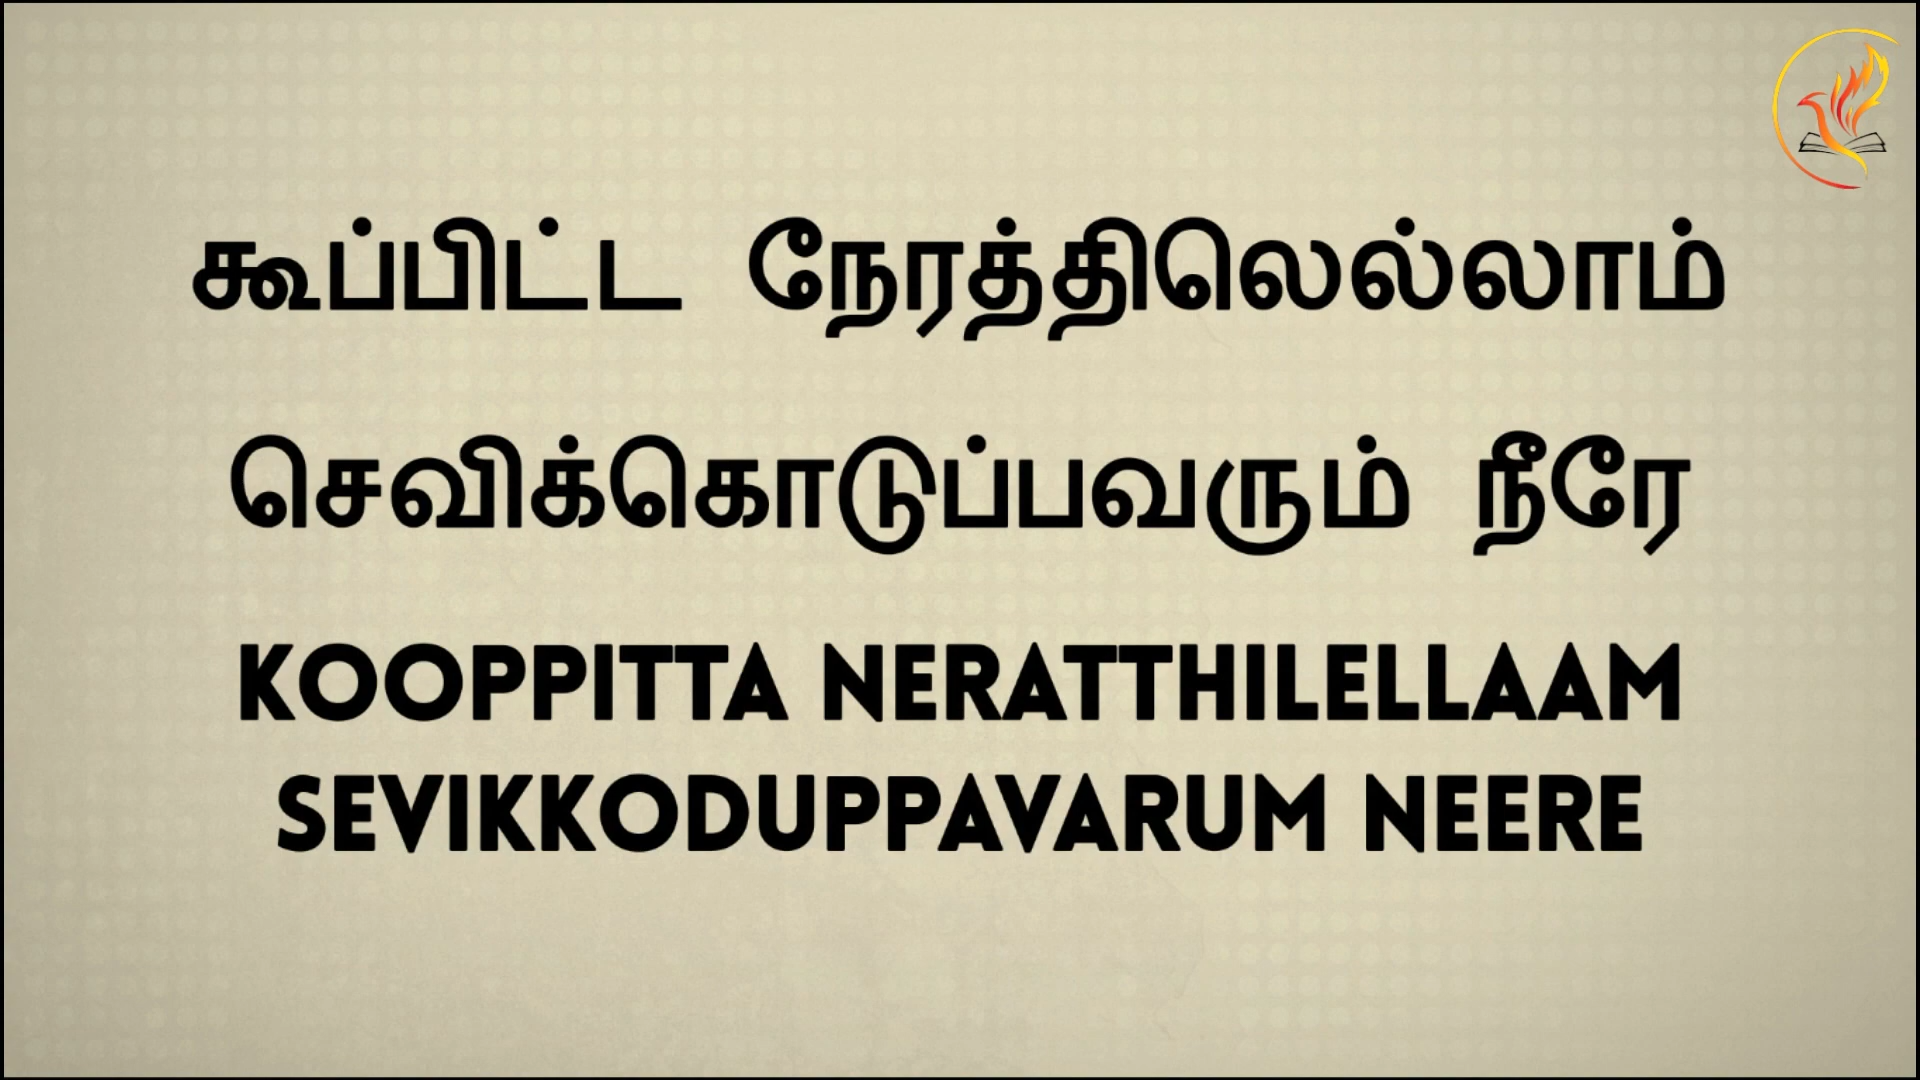 கூப்பிட்ட நேரத்திலெல்லாம்
செவிக்கொடுப்பவரும் நீரே
KOOPPITTA NERATTHILELLAAM
SEVIKKODUPPAVARUM NEERE